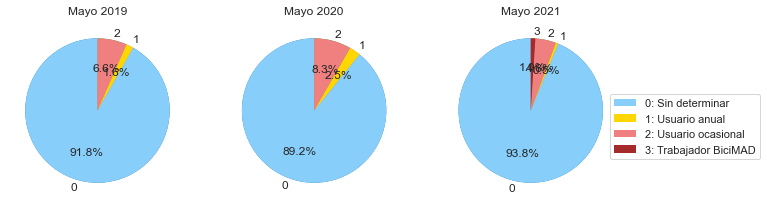 Mayo 2019
Mayo 2020
Mayo 2021
2
1
6.6%
1.6%
91.8%
0
2
1
8.3%
2.5%
89.2%
0
3
2
1
93.8%
0
0: Sin determinar
1: Usuario anual
2: Usuario ocasional
3: Trabajador BiciMAD